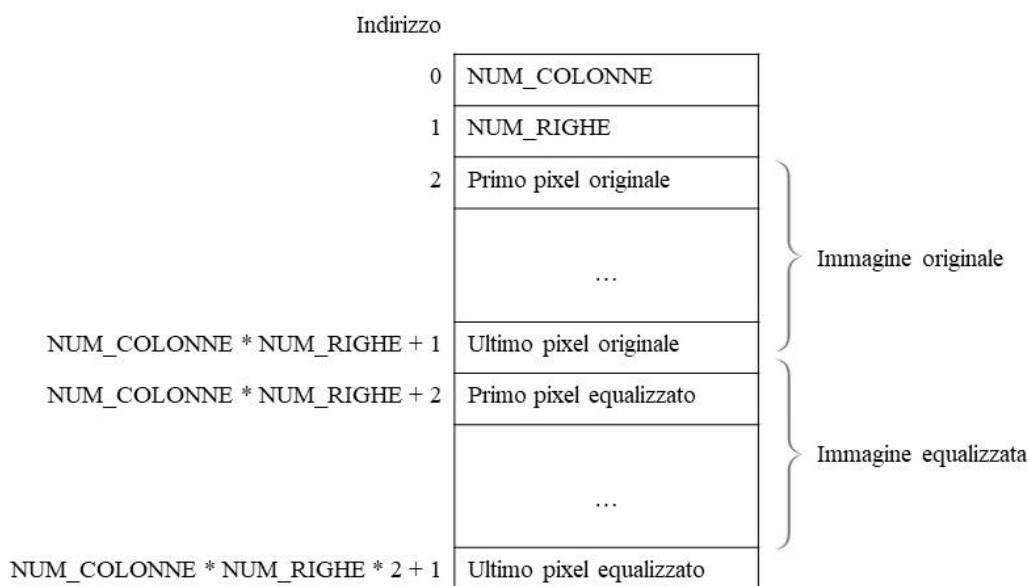 Indirizzo
0 NUM_COLONNE
1 NUM_RIGHE
2 Primo pixel originale
…
Immagine originale
NUM_COLONNE * NUM_RIGHE + 1 Ultimo pixel originale
NUM_COLONNE * NUM_RIGHE + 2 Primo pixel equalizzato
Immagine equalizzata
…
NUM_COLONNE * NUM_RIGHE * 2 + 1 Ultimo pixel equalizzato